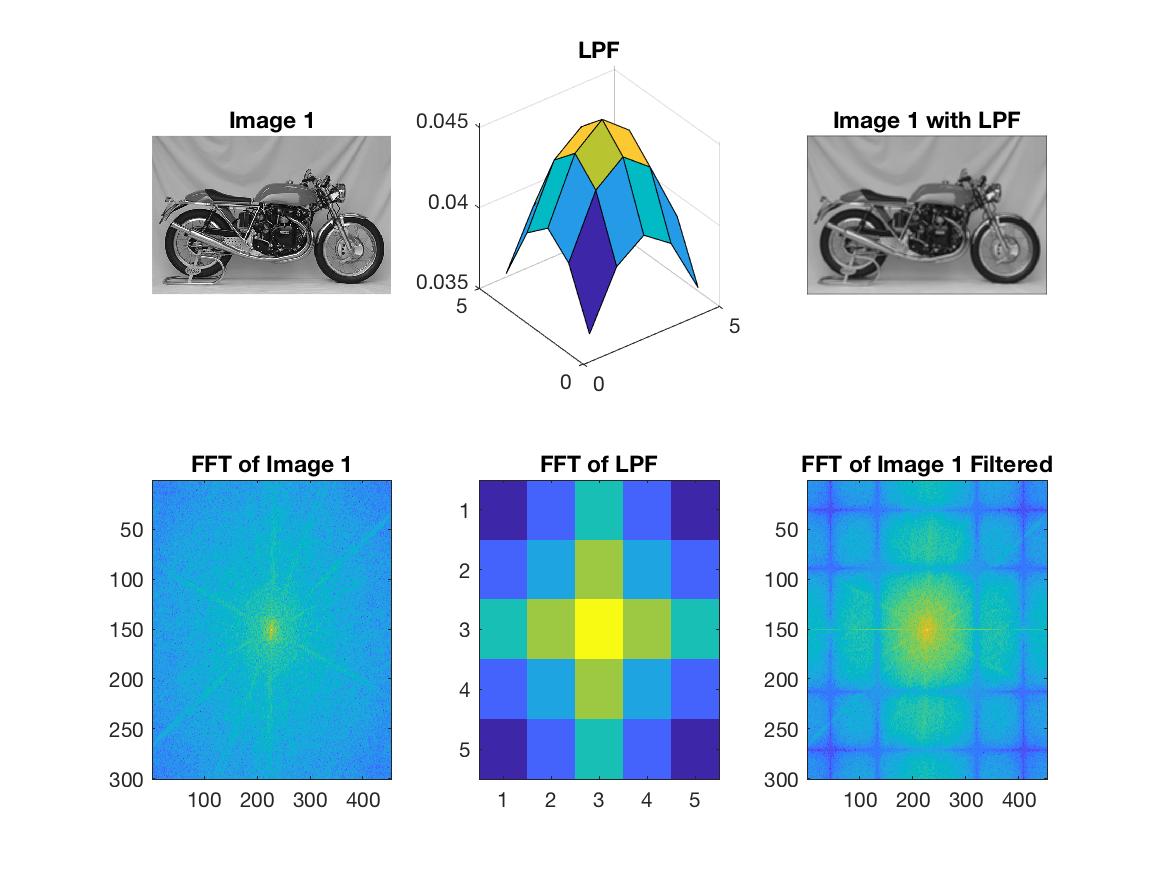 LPF
Image 1
Image 1 with LPF
0.045
0.04
0.035
5
0
0
5
FFT of Image 1
FFT of LPF
FFT of Image 1 Filtered
50
100
150
200
250
300
100 200 300 400
1
2
3
4
5
1 2 3 4 5
50
100
150
200
250
300
100 200 300 400